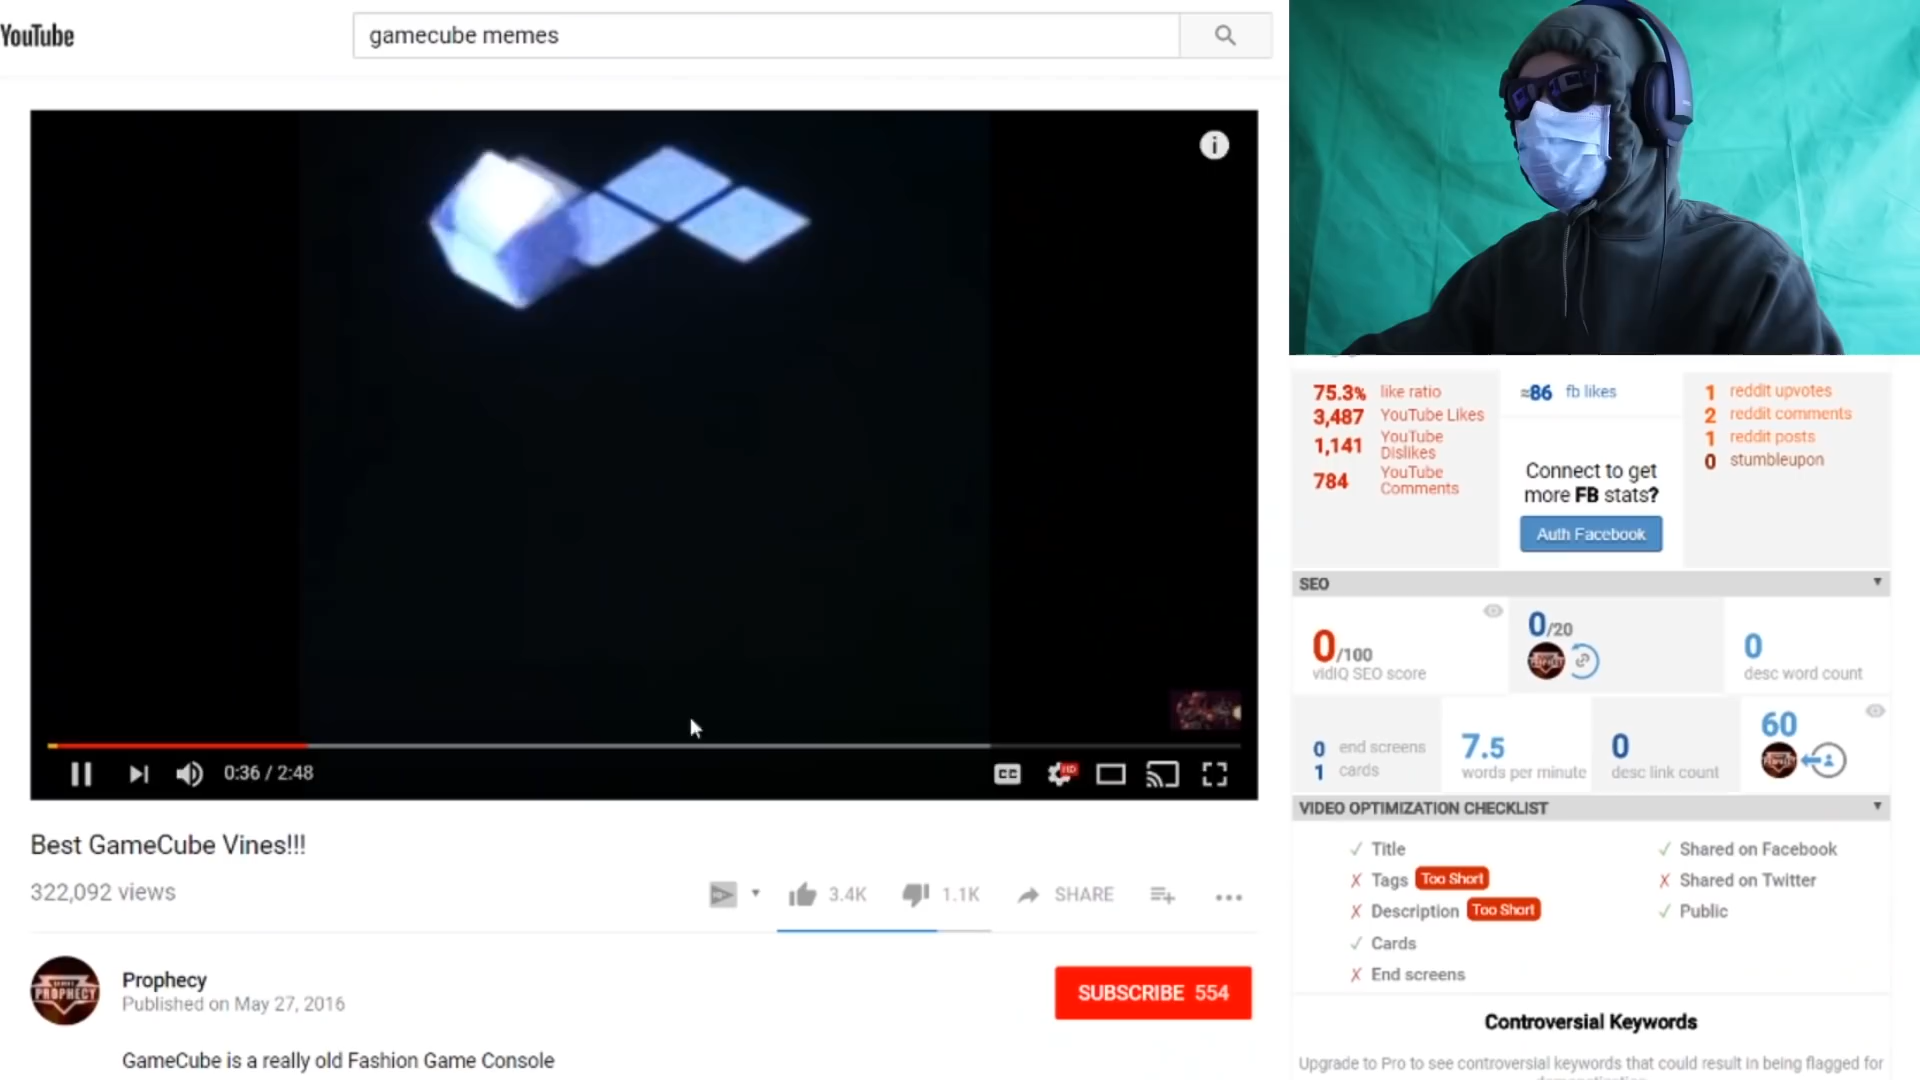 YouTube
gamecube memes
i
75.3% like ratio
3,487 YouTube Likes
1,141 YouTube Dislikes
784 YouTube Comments
≈86 fb likes
Connect to get
more FB stats?
Auth Facebook
1 reddit upvotes
2 reddit comments
1 reddit posts
0 stumbleupon
SEO
0/100
vidIQ SEO score
0/20
0
desc word count
0 end screens
1 cards
7.5
words per minute
0
desc link count
60
0:36 / 2:48
CC
HD
VIDEO OPTIMIZATION CHECKLIST
✓ Title
✗ Tags Too Short
✗ Description Too Short
✓ Cards
✗ End screens
✓ Shared on Facebook
✗ Shared on Twitter
✓ Public
Best GameCube Vines!!!
322,092 views
3.4K
1.1K
SHARE
PROPHECY
Prophecy
Published on May 27, 2016
SUBSCRIBE 554
GameCube is a really old Fashion Game Console
Controversial Keywords
Upgrade to Pro to see controversial keywords that could result in being flagged for